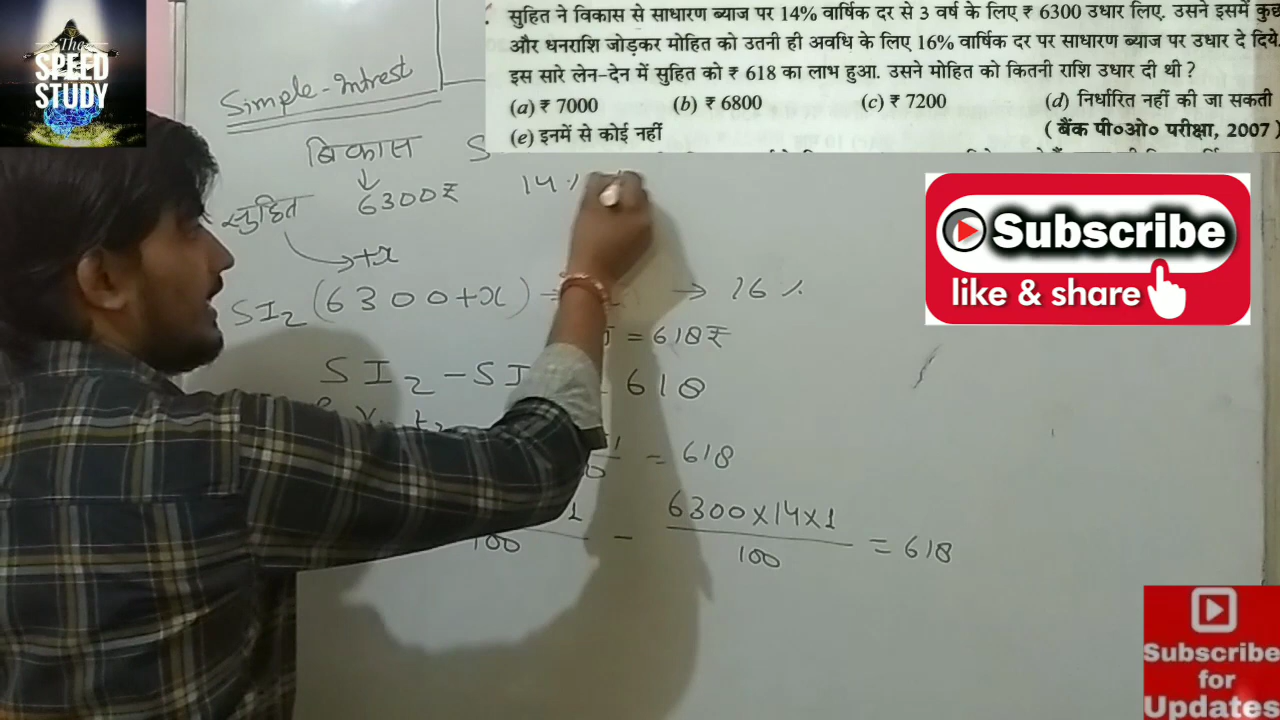 The
SPEED
STUDY
सुहित ने विकास से साधारण ब्याज पर 14% वार्षिक दर से 3 वर्ष के लिए ₹ 6300 उधार लिए. उसने इसमें कुछ
और धनराशि जोड़कर मोहित को उतनी ही अवधि के लिए 16% वार्षिक दर पर साधारण ब्याज पर उधार दे दिये.
इस सारे लेन-देन में सुहित को ₹ 618 का लाभ हुआ. उसने मोहित को कितनी राशि उधार दी थी ?
(a) ₹ 7000 (b) ₹ 6800 (c) ₹ 7200 (d) निर्धारित नहीं की जा सकती
(e) इनमें से कोई नहीं (बैंक पी०ओ० परीक्षा, 2007)
Simple-Intrest
बिकास S
सुहित 6300₹ 14%
+x
SI2 (6300+x) → 16%
= 618₹
SI2 - SI 618
= 618
1
100 - 6300×14×1
100 = 618
Subscribe
like & share
Subscribe
for
Updates